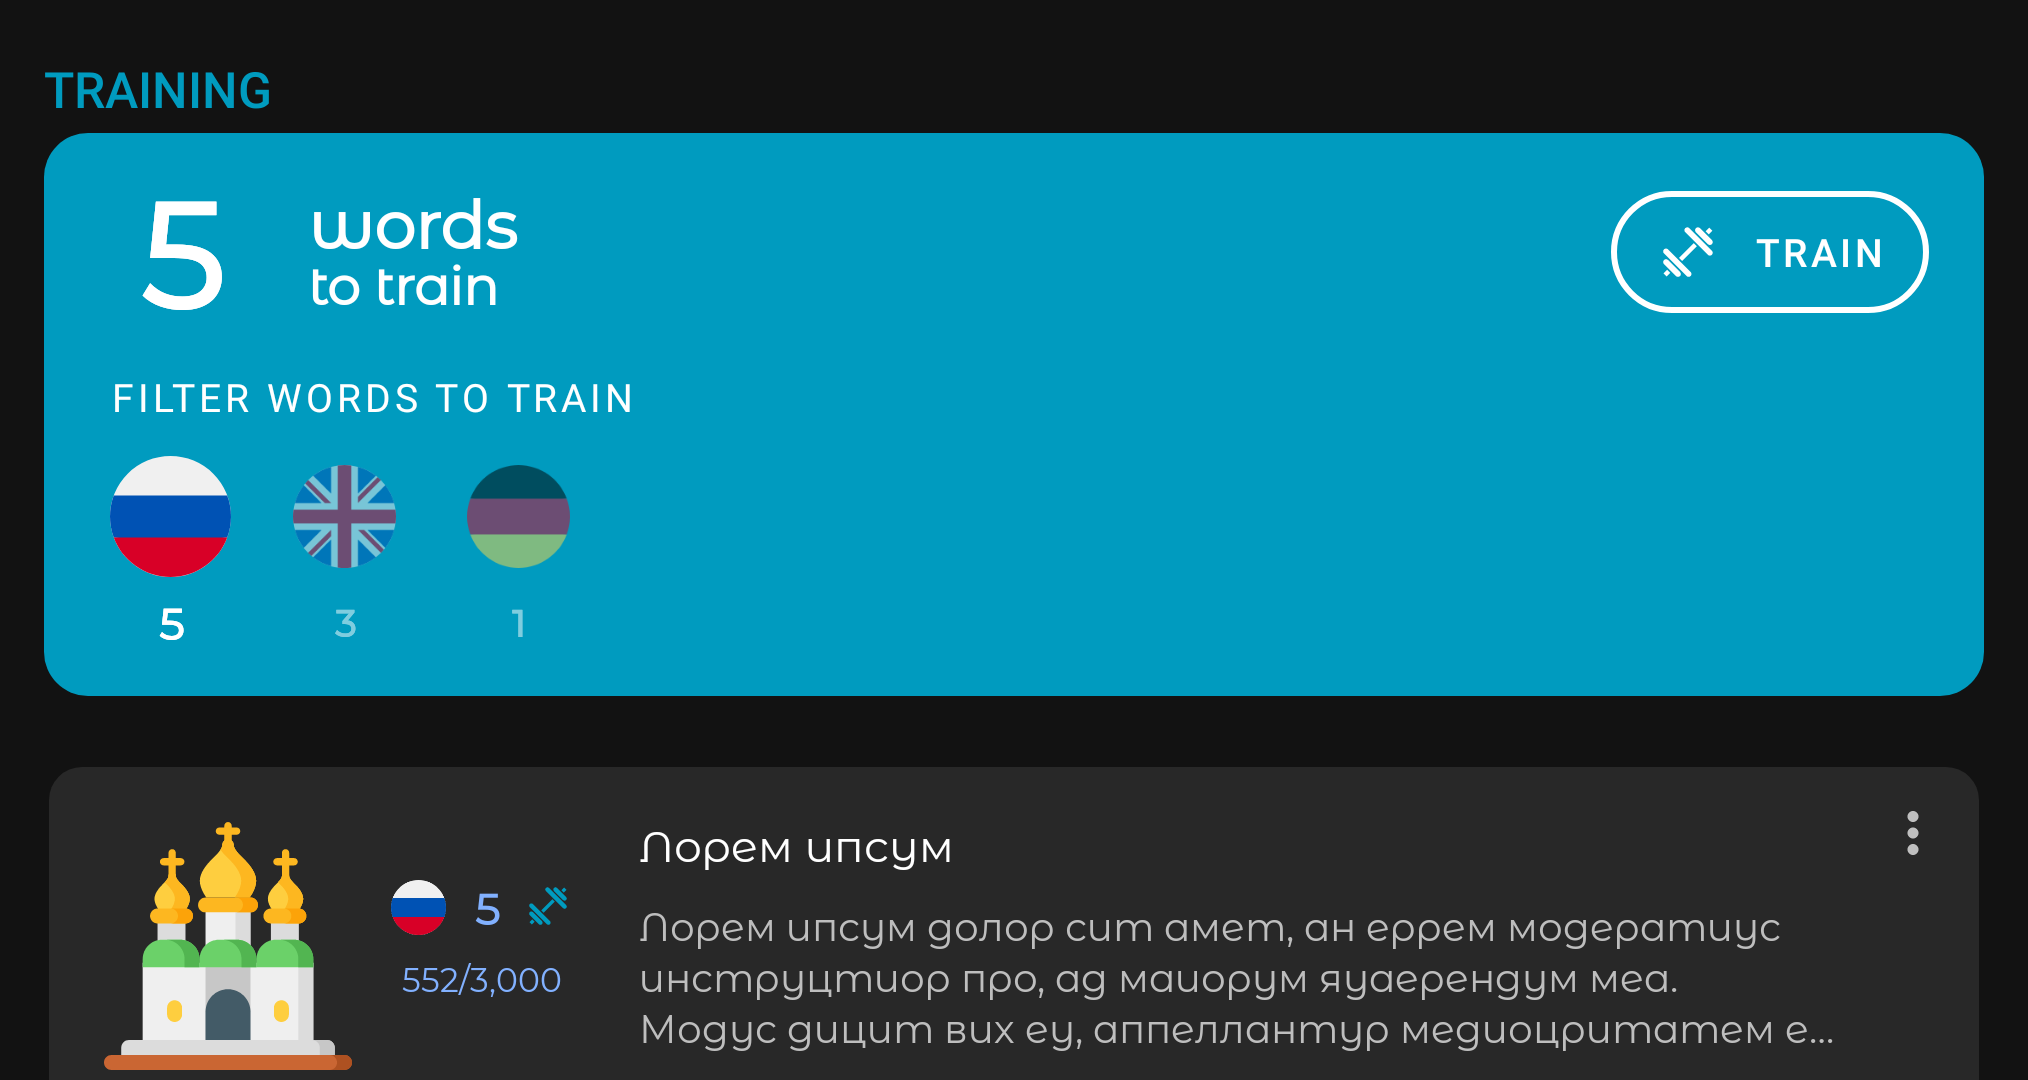 TRAINING
5 words
to train
TRAIN
FILTER WORDS TO TRAIN
5 3 1
Лорем ипсум
5
552/3,000
Лорем ипсум долор сит амет, ан еррем модератиус
инструцтиор про, ад маиорум яуаерендум меа.
Модус дицит вих еу, аппеллантур медиоцритатем е...